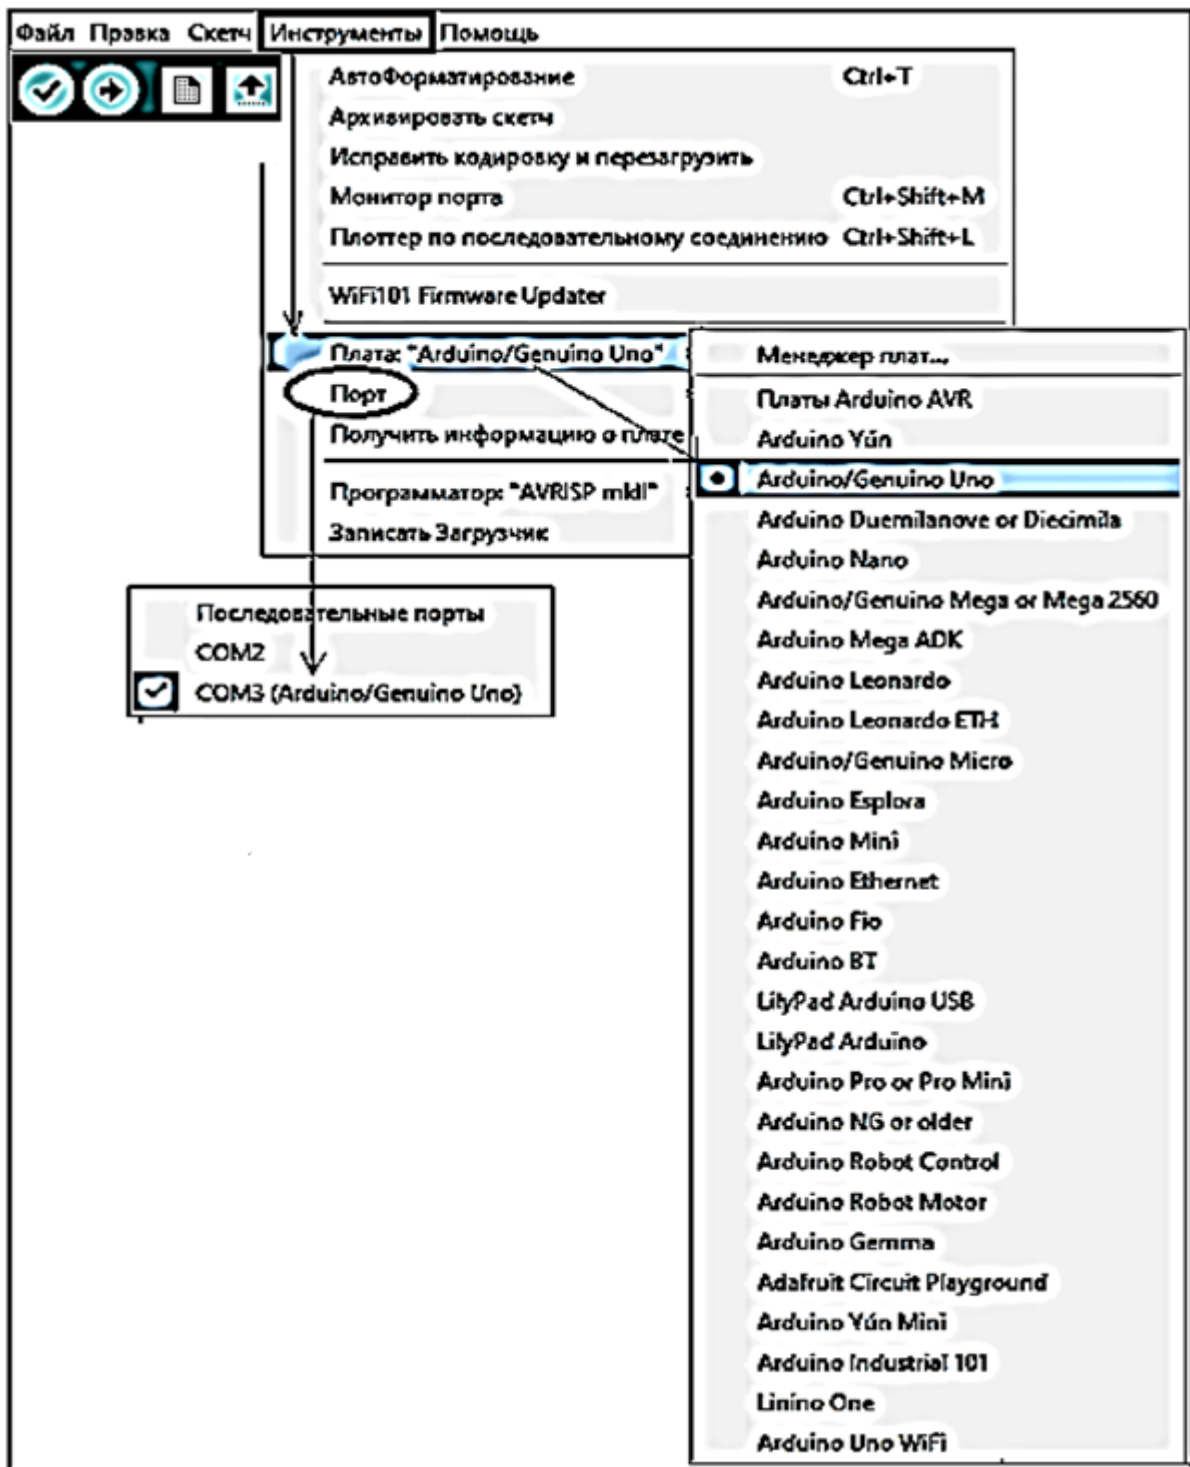 Файл Правка Скетч Инструменты Помощь
АвтоФорматирование Ctrl+T
Архивировать скетч
Исправить кодировку и перезагрузить
Монитор порта Ctrl+Shift+M
Плоттер по последовательному соединению Ctrl+Shift+L
WiFi101 Firmware Updater
Плата: "Arduino/Genuino Uno"
Порт
Получить информацию о плате
Программатор: "AVRISP mkII"
Записать Загрузчик
Последовательные порты
COM2
COM3 (Arduino/Genuino Uno)
Менеджер плат...
Платы Arduino AVR
Arduino Yún
Arduino/Genuino Uno
Arduino Duemilanove or Diecimila
Arduino Nano
Arduino/Genuino Mega or Mega 2560
Arduino Mega ADK
Arduino Leonardo
Arduino Leonardo ETH
Arduino/Genuino Micro
Arduino Esplora
Arduino Mini
Arduino Ethernet
Arduino Fio
Arduino BT
LilyPad Arduino USB
LilyPad Arduino
Arduino Pro or Pro Mini
Arduino NG or older
Arduino Robot Control
Arduino Robot Motor
Arduino Gemma
Adafruit Circuit Playground
Arduino Yún Mini
Arduino Industrial 101
Linino One
Arduino Uno WiFi